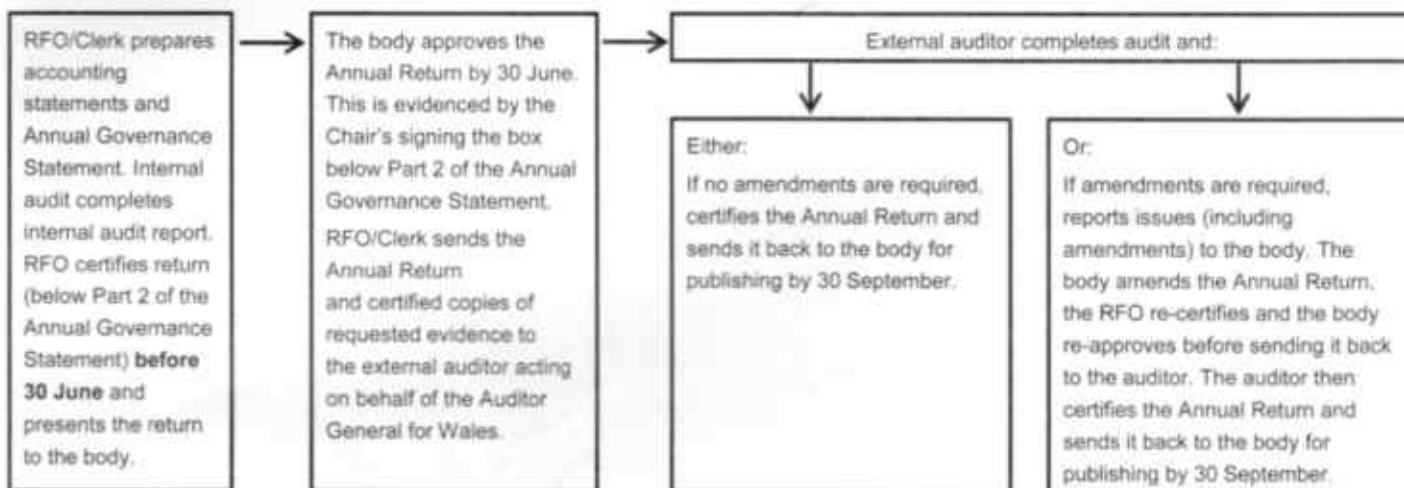 RFO/Clerk prepares
accounting
statements and
Annual Governance
Statement. Internal
audit completes
internal audit report.
RFO certifies return
(below Part 2 of the
Annual Governance
Statement) before
30 June and
presents the return
to the body.
The body approves the
Annual Return by 30 June.
This is evidenced by the
Chair's signing the box
below Part 2 of the Annual
Governance Statement.
RFO/Clerk sends the
Annual Return
and certified copies of
requested evidence to
the external auditor acting
on behalf of the Auditor
General for Wales.
External auditor completes audit and:
Either:
If no amendments are required,
certifies the Annual Return and
sends it back to the body for
publishing by 30 September.
Or:
If amendments are required,
reports issues (including
amendments) to the body. The
body amends the Annual Return,
the RFO re-certifies and the body
re-approves before sending it back
to the auditor. The auditor then
certifies the Annual Return and
sends it back to the body for
publishing by 30 September.